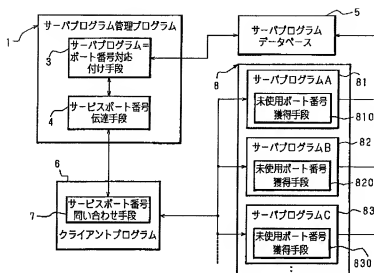 1
サーバプログラム管理プログラム
3
サーバプログラム=
ポート番号対応
付け手段
4
サービスポート番号
伝達手段
5
サーバプログラム
データベース
6
7
サービスポート番号
問い合わせ手段
クライアントプログラム
8
サーバプログラムA
81
未使用ポート番号
獲得手段
810
サーバプログラムB
82
未使用ポート番号
獲得手段
820
サーバプログラムC
83
未使用ポート番号
獲得手段
830
⋮